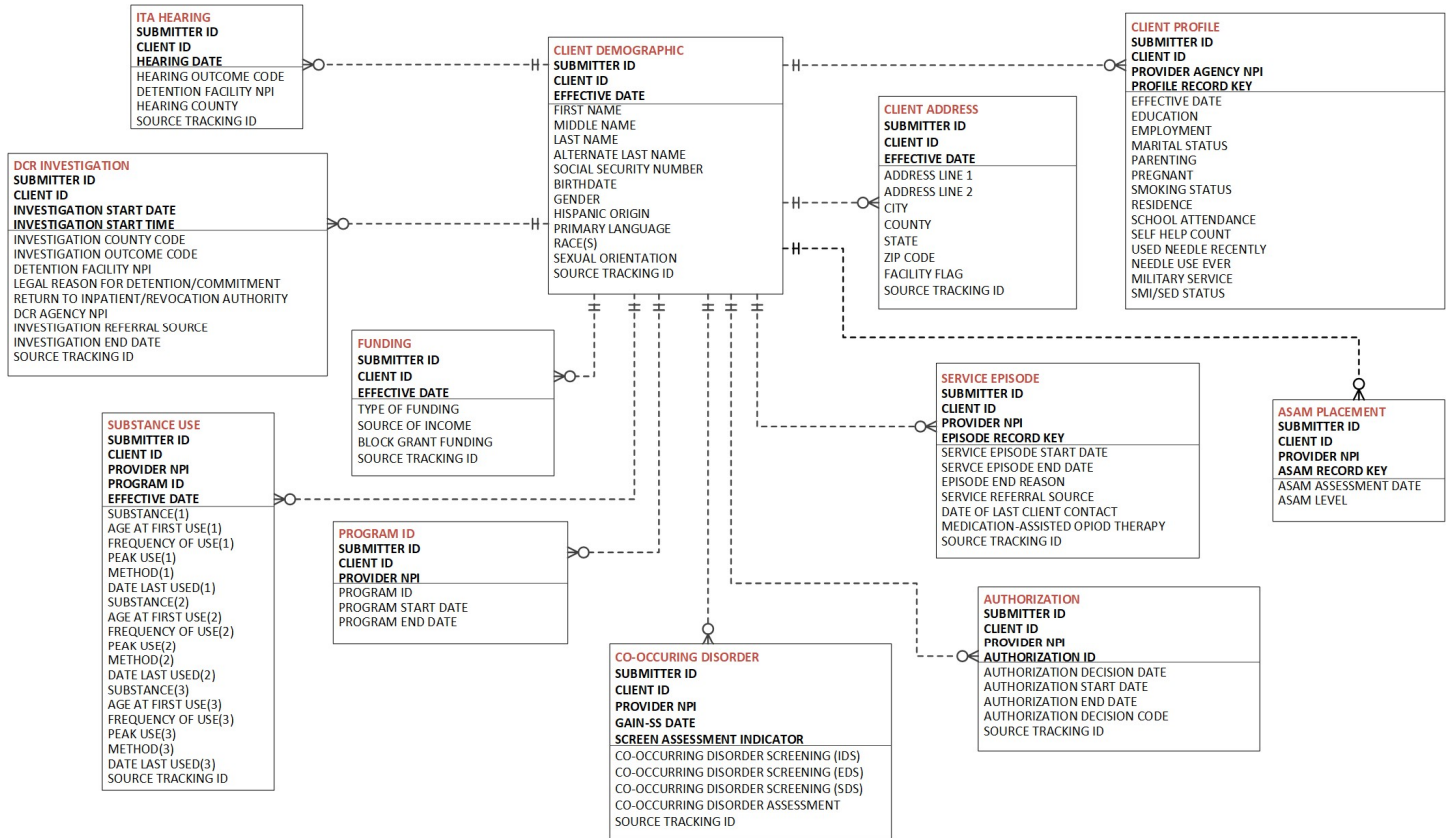 ITA HEARING
SUBMITTER ID
CLIENT ID
HEARING DATE
HEARING OUTCOME CODE
DETENTION FACILITY NPI
HEARING COUNTY
SOURCE TRACKING ID
CLIENT DEMOGRAPHIC
SUBMITTER ID
CLIENT ID
EFFECTIVE DATE
FIRST NAME
MIDDLE NAME
LAST NAME
ALTERNATE LAST NAME
SOCIAL SECURITY NUMBER
BIRTHDATE
GENDER
HISPANIC ORIGIN
PRIMARY LANGUAGE
RACE(S)
SEXUAL ORIENTATION
SOURCE TRACKING ID
CLIENT PROFILE
SUBMITTER ID
CLIENT ID
PROVIDER AGENCY NPI
PROFILE RECORD KEY
EFFECTIVE DATE
EDUCATION
EMPLOYMENT
MARITAL STATUS
PARENTING
PREGNANT
SMOKING STATUS
RESIDENCE
SCHOOL ATTENDANCE
SELF HELP COUNT
USED NEEDLE RECENTLY
NEEDLE USE EVER
MILITARY SERVICE
SMI/SED STATUS
CLIENT ADDRESS
SUBMITTER ID
CLIENT ID
EFFECTIVE DATE
ADDRESS LINE 1
ADDRESS LINE 2
CITY
COUNTY
STATE
ZIP CODE
FACILITY FLAG
SOURCE TRACKING ID
DCR INVESTIGATION
SUBMITTER ID
CLIENT ID
INVESTIGATION START DATE
INVESTIGATION START TIME
INVESTIGATION COUNTY CODE
INVESTIGATION OUTCOME CODE
DETENTION FACILITY NPI
LEGAL REASON FOR DETENTION/COMMITMENT
RETURN TO INPATIENT/REVOCATION AUTHORITY
DCR AGENCY NPI
INVESTIGATION REFERRAL SOURCE
INVESTIGATION END DATE
SOURCE TRACKING ID
FUNDING
SUBMITTER ID
CLIENT ID
EFFECTIVE DATE
TYPE OF FUNDING
SOURCE OF INCOME
BLOCK GRANT FUNDING
SOURCE TRACKING ID
SERVICE EPISODE
SUBMITTER ID
CLIENT ID
PROVIDER NPI
EPISODE RECORD KEY
SERVICE EPISODE START DATE
SERVCE EPISODE END DATE
EPISODE END REASON
SERVICE REFERRAL SOURCE
DATE OF LAST CLIENT CONTACT
MEDICATION-ASSISTED OPIOD THERAPY
SOURCE TRACKING ID
ASAM PLACEMENT
SUBMITTER ID
CLIENT ID
PROVIDER NPI
ASAM RECORD KEY
ASAM ASSESSMENT DATE
ASAM LEVEL
SUBSTANCE USE
SUBMITTER ID
CLIENT ID
PROVIDER NPI
PROGRAM ID
EFFECTIVE DATE
SUBSTANCE(1)
AGE AT FIRST USE(1)
FREQUENCY OF USE(1)
PEAK USE(1)
METHOD(1)
DATE LAST USED(1)
SUBSTANCE(2)
AGE AT FIRST USE(2)
FREQUENCY OF USE(2)
PEAK USE(2)
METHOD(2)
DATE LAST USED(2)
SUBSTANCE(3)
AGE AT FIRST USE(3)
FREQUENCY OF USE(3)
PEAK USE(3)
METHOD(3)
DATE LAST USED(3)
SOURCE TRACKING ID
PROGRAM ID
SUBMITTER ID
CLIENT ID
PROVIDER NPI
PROGRAM ID
PROGRAM START DATE
PROGRAM END DATE
CO-OCCURING DISORDER
SUBMITTER ID
CLIENT ID
PROVIDER NPI
GAIN-SS DATE
SCREEN ASSESSMENT INDICATOR
CO-OCCURRING DISORDER SCREENING (IDS)
CO-OCCURRING DISORDER SCREENING (EDS)
CO-OCCURRING DISORDER SCREENING (SDS)
CO-OCCURRING DISORDER ASSESSMENT
SOURCE TRACKING ID
AUTHORIZATION
SUBMITTER ID
CLIENT ID
PROVIDER NPI
AUTHORIZATION ID
AUTHORIZATION DECISION DATE
AUTHORIZATION START DATE
AUTHORIZATION END DATE
AUTHORIZATION DECISION CODE
SOURCE TRACKING ID